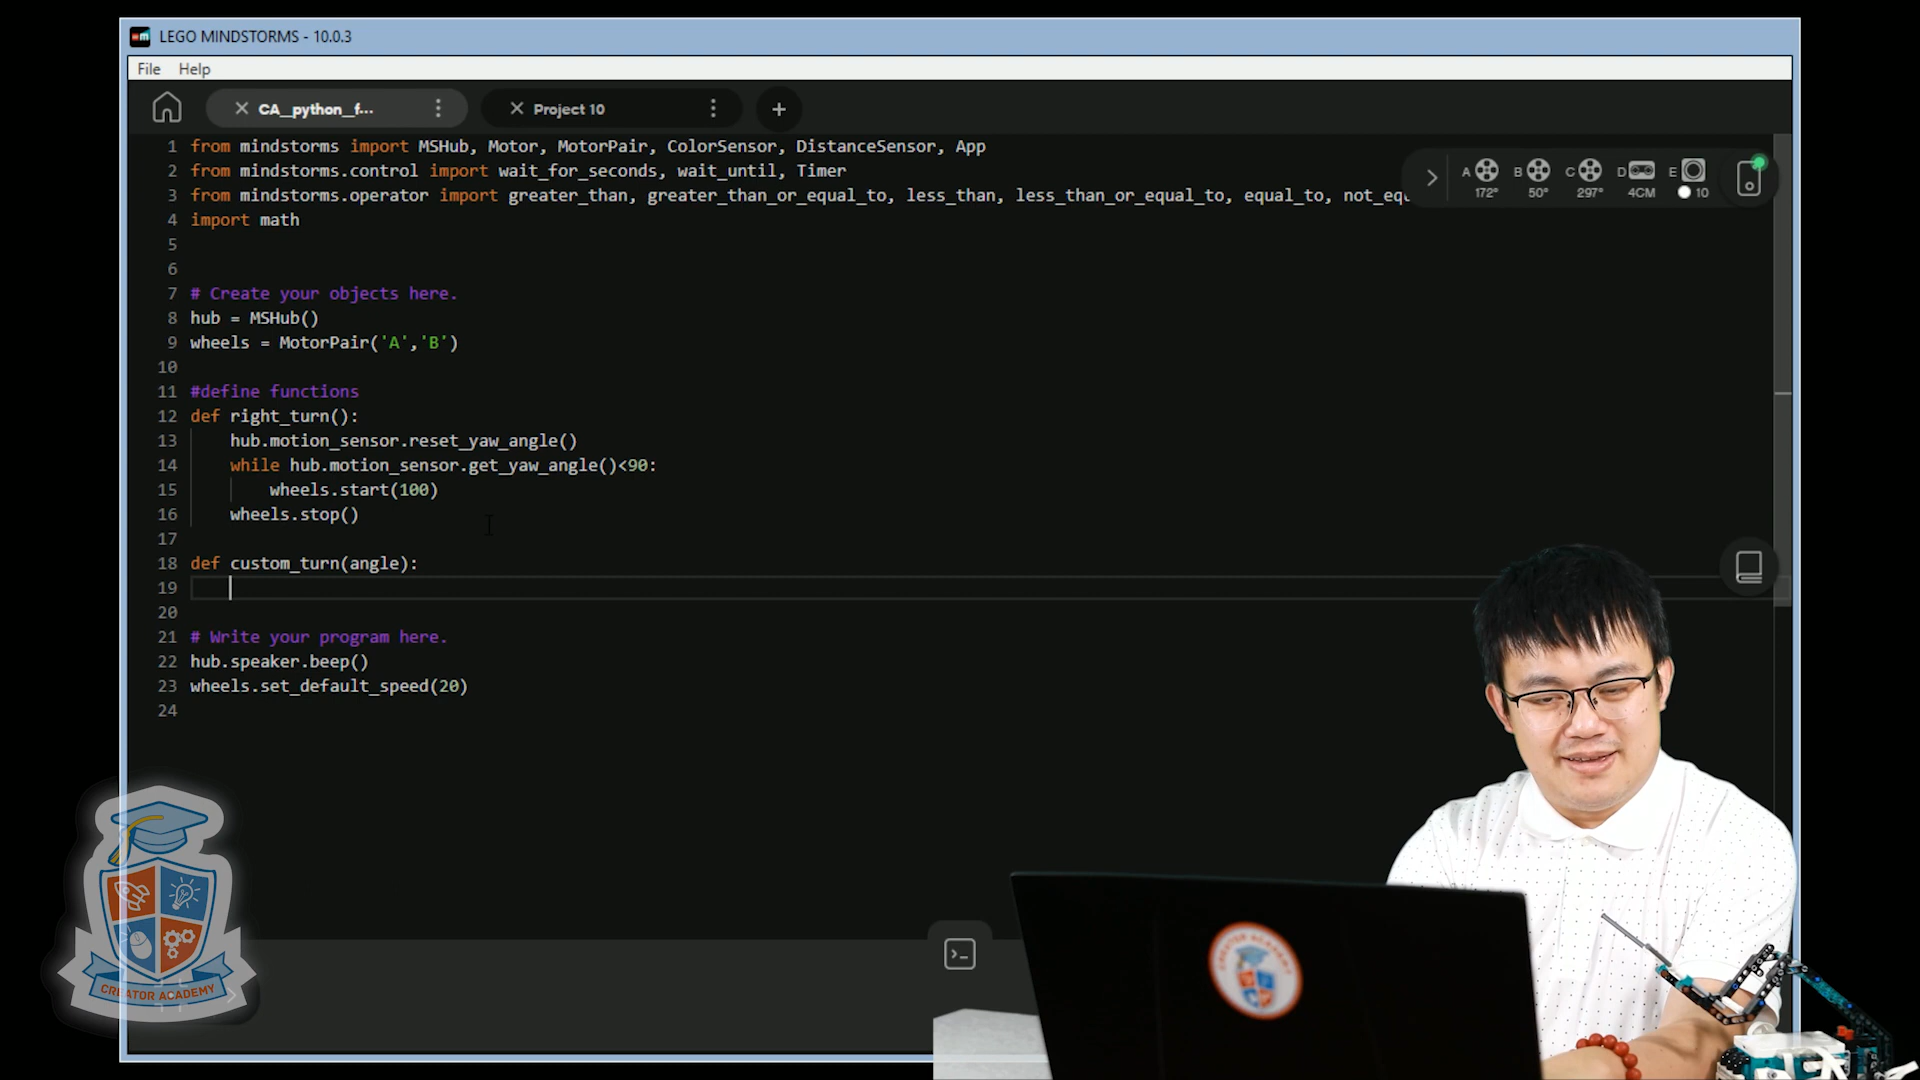 LEGO MINDSTORMS - 10.0.3
File Help
CA__python__f... Project 10
1 from mindstorms import MSHub, Motor, MotorPair, ColorSensor, DistanceSensor, App
2 from mindstorms.control import wait_for_seconds, wait_until, Timer
3 from mindstorms.operator import greater_than, greater_than_or_equal_to, less_than, less_than_or_equal_to, equal_to, not_equ
4 import math
5
6
7 # Create your objects here.
8 hub = MSHub()
9 wheels = MotorPair('A','B')
10
11 #define functions
12 def right_turn():
13 hub.motion_sensor.reset_yaw_angle()
14 while hub.motion_sensor.get_yaw_angle()<90:
15 wheels.start(100)
16 wheels.stop()
17
18 def custom_turn(angle):
19
20
21 # Write your program here.
22 hub.speaker.beep()
23 wheels.set_default_speed(20)
24
A B C D E
172° 50° 297° 4CM 10
CREATOR ACADEMY
CREATOR ACADEMY